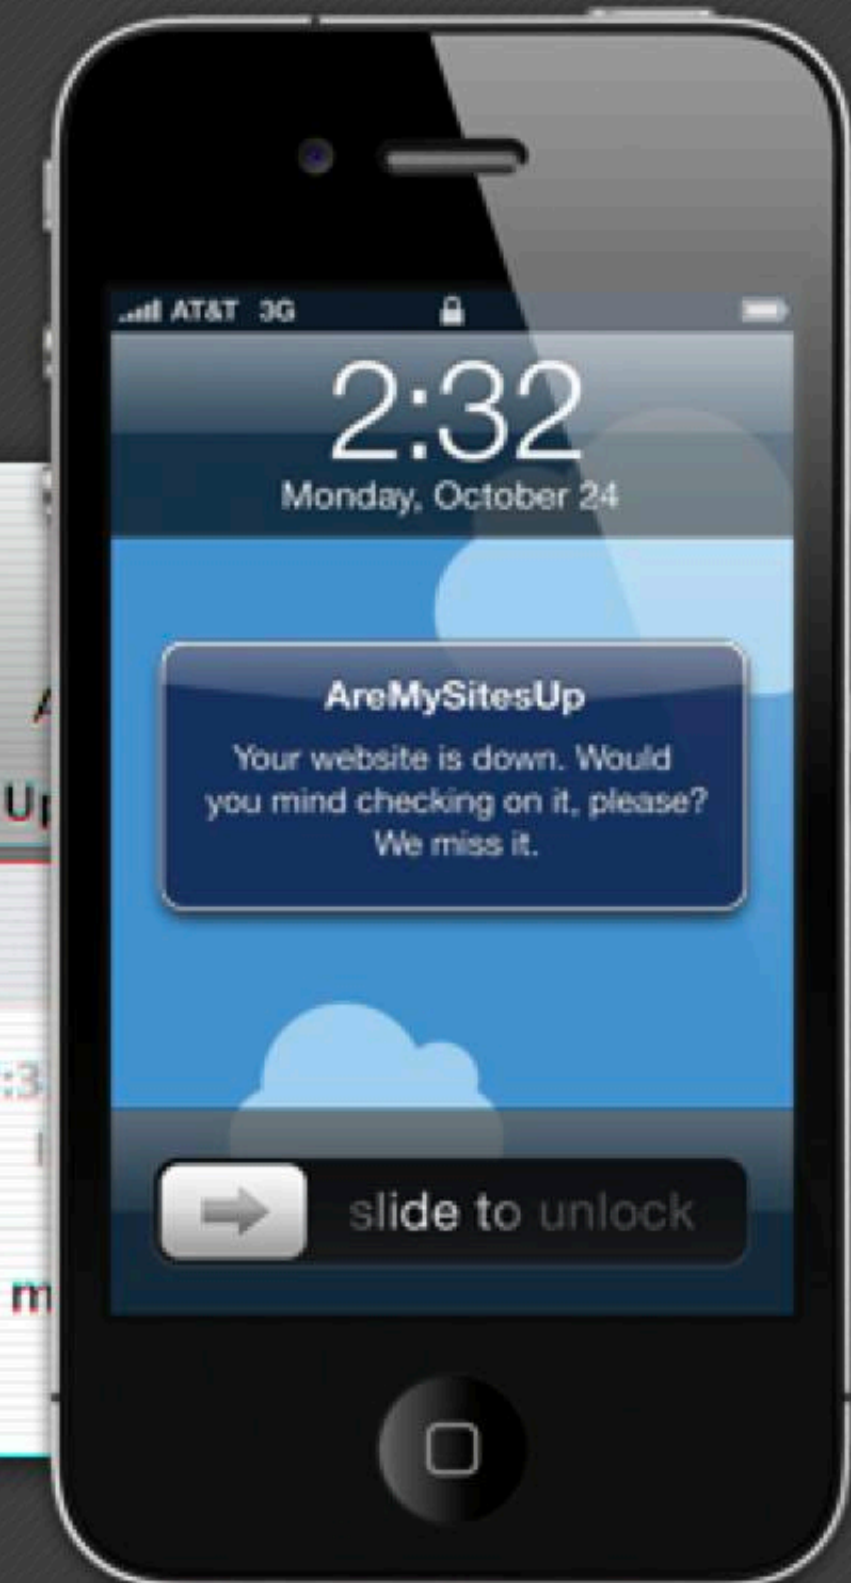 AT&T 3G
2:32
Monday, October 24
AreMySitesUp
Your website is down. Would
you mind checking on it, please?
We miss it.
slide to unlock